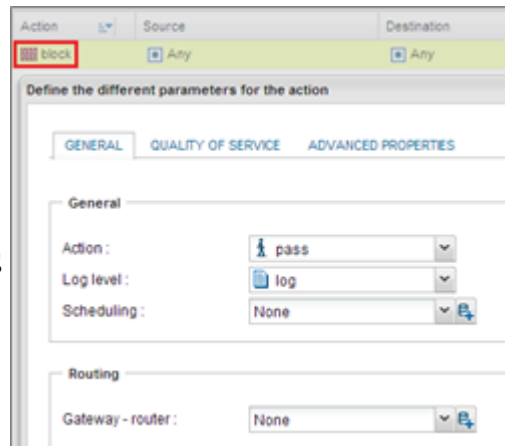 Action Source Destination
block Any Any
Define the different parameters for the action
GENERAL QUALITY OF SERVICE ADVANCED PROPERTIES
General
Action : pass
Log level : log
Scheduling : None
Routing
Gateway - router : None